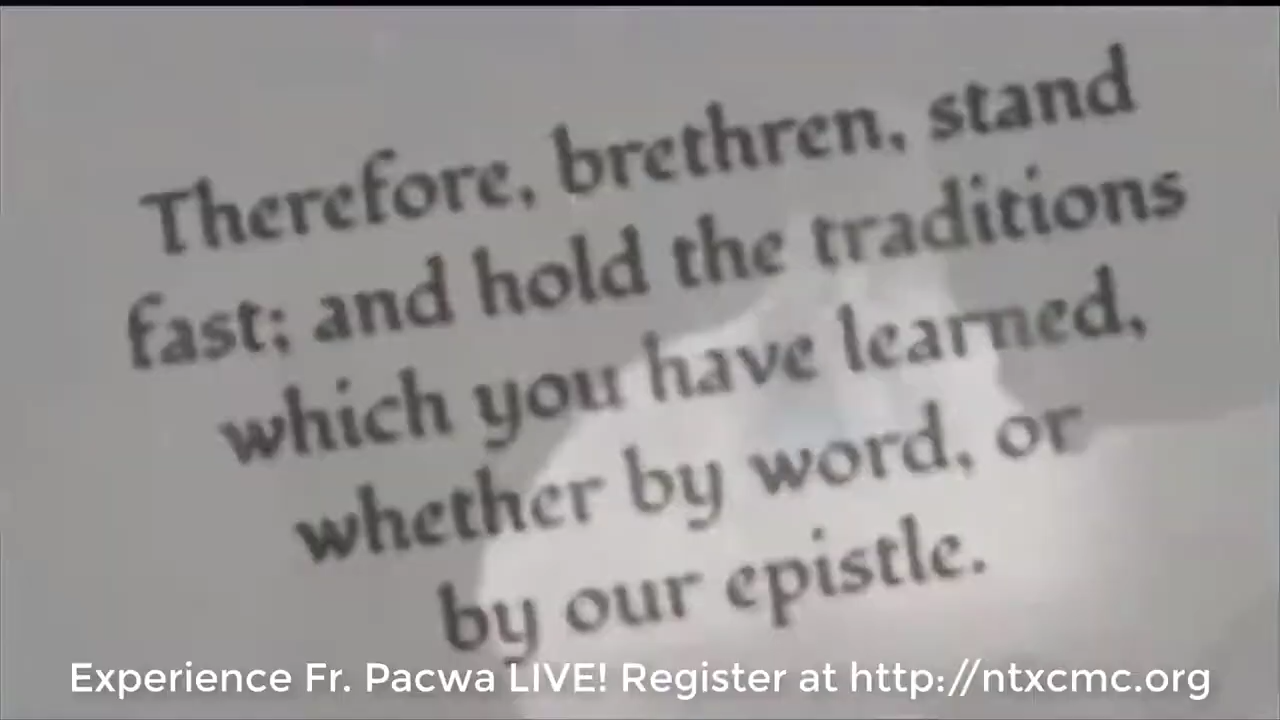 Therefore, brethren, stand
fast; and hold the traditions
which you have learned,
whether by word, or
by our epistle.
Experience Fr. Pacwa LIVE! Register at http://ntxcmc.org